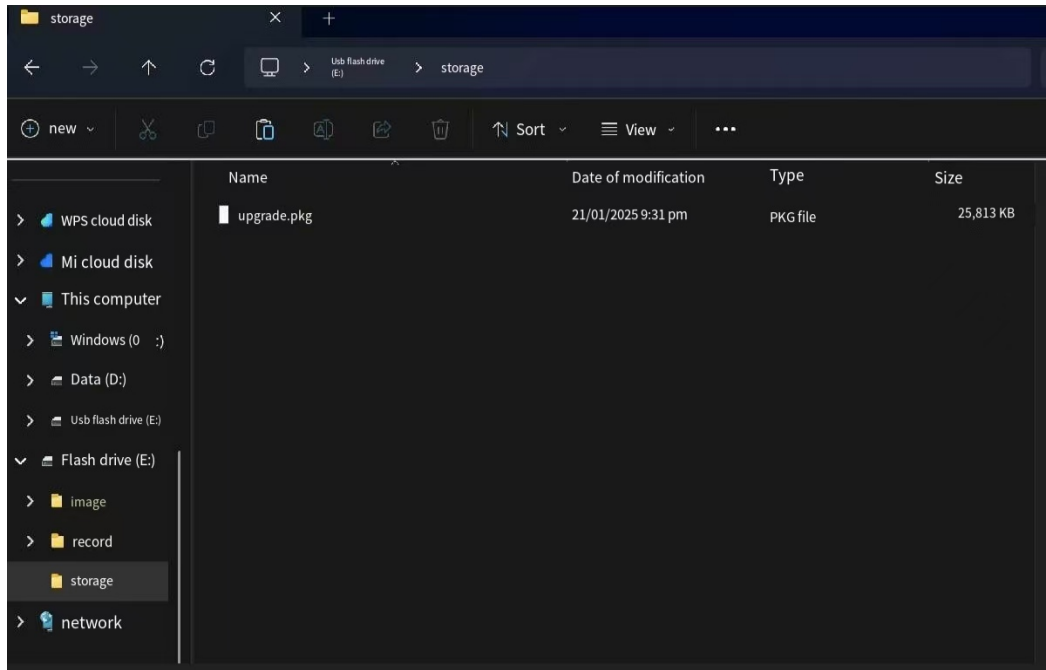 storage
Usb flash drive
(E:)
storage
new
Sort
View
Name Date of modification Type Size
upgrade.pkg 21/01/2025 9:31 pm PKG file 25,813 KB
WPS cloud disk
Mi cloud disk
This computer
Windows (0 :)
Data (D:)
Usb flash drive (E:)
Flash drive (E:)
image
record
storage
network